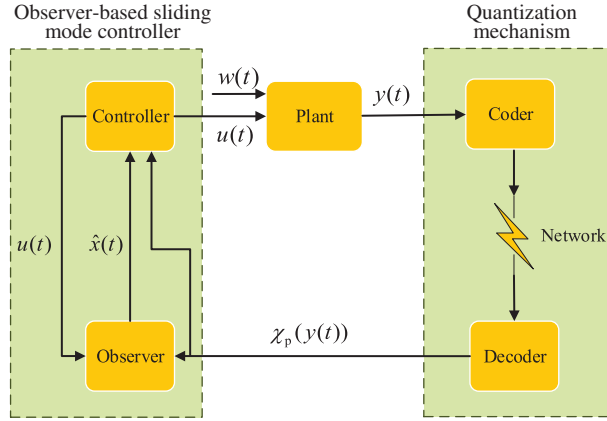 Observer-based sliding
mode controller
Quantization
mechanism
w(t)
y(t)
Controller
Plant
Coder
u(t)
u(t)
x̂(t)
Network
χp(y(t))
Observer
Decoder